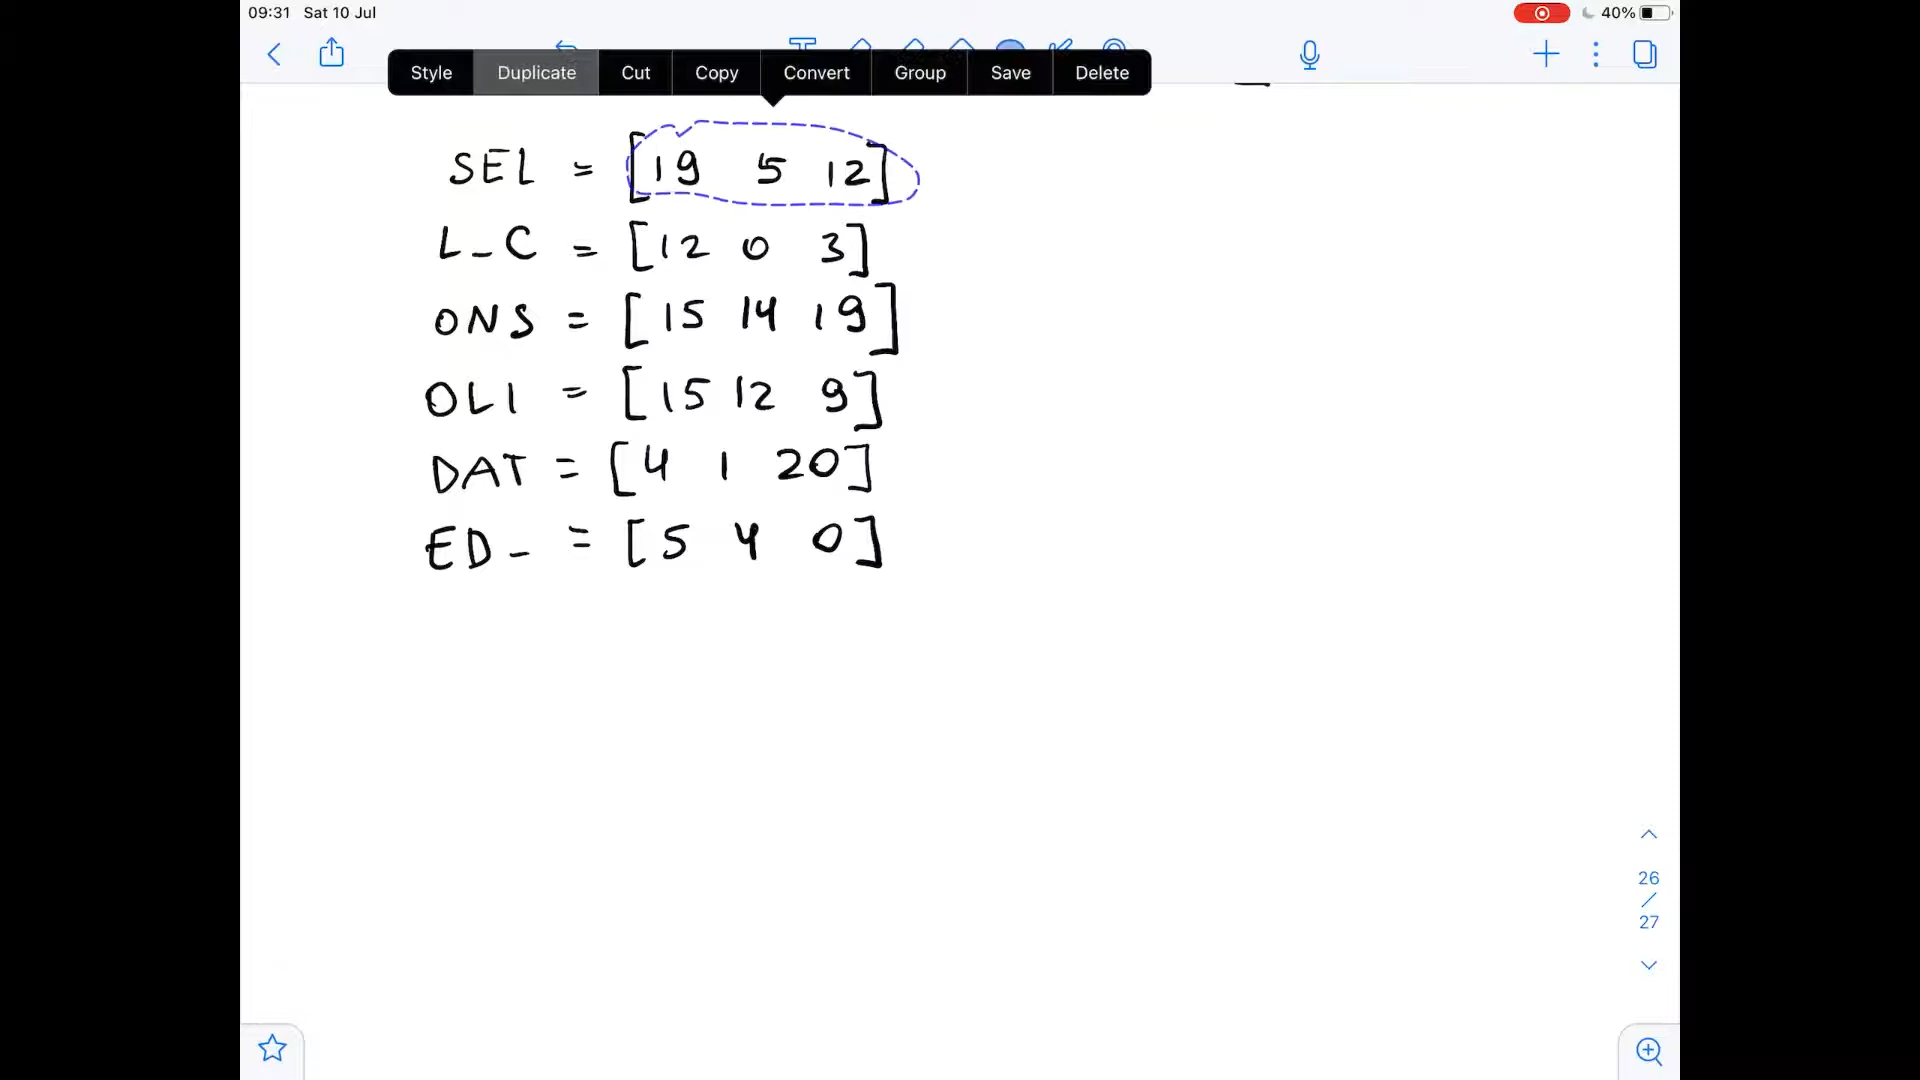 09:31 Sat 10 Jul
40%
Style Duplicate Cut Copy Convert Group Save Delete
SEL = [19 5 12]
L_C = [12 0 3]
ONS = [15 14 19]
OLI = [15 12 9]
DAT = [4 1 20]
ED_ = [5 4 0]
26
/
27